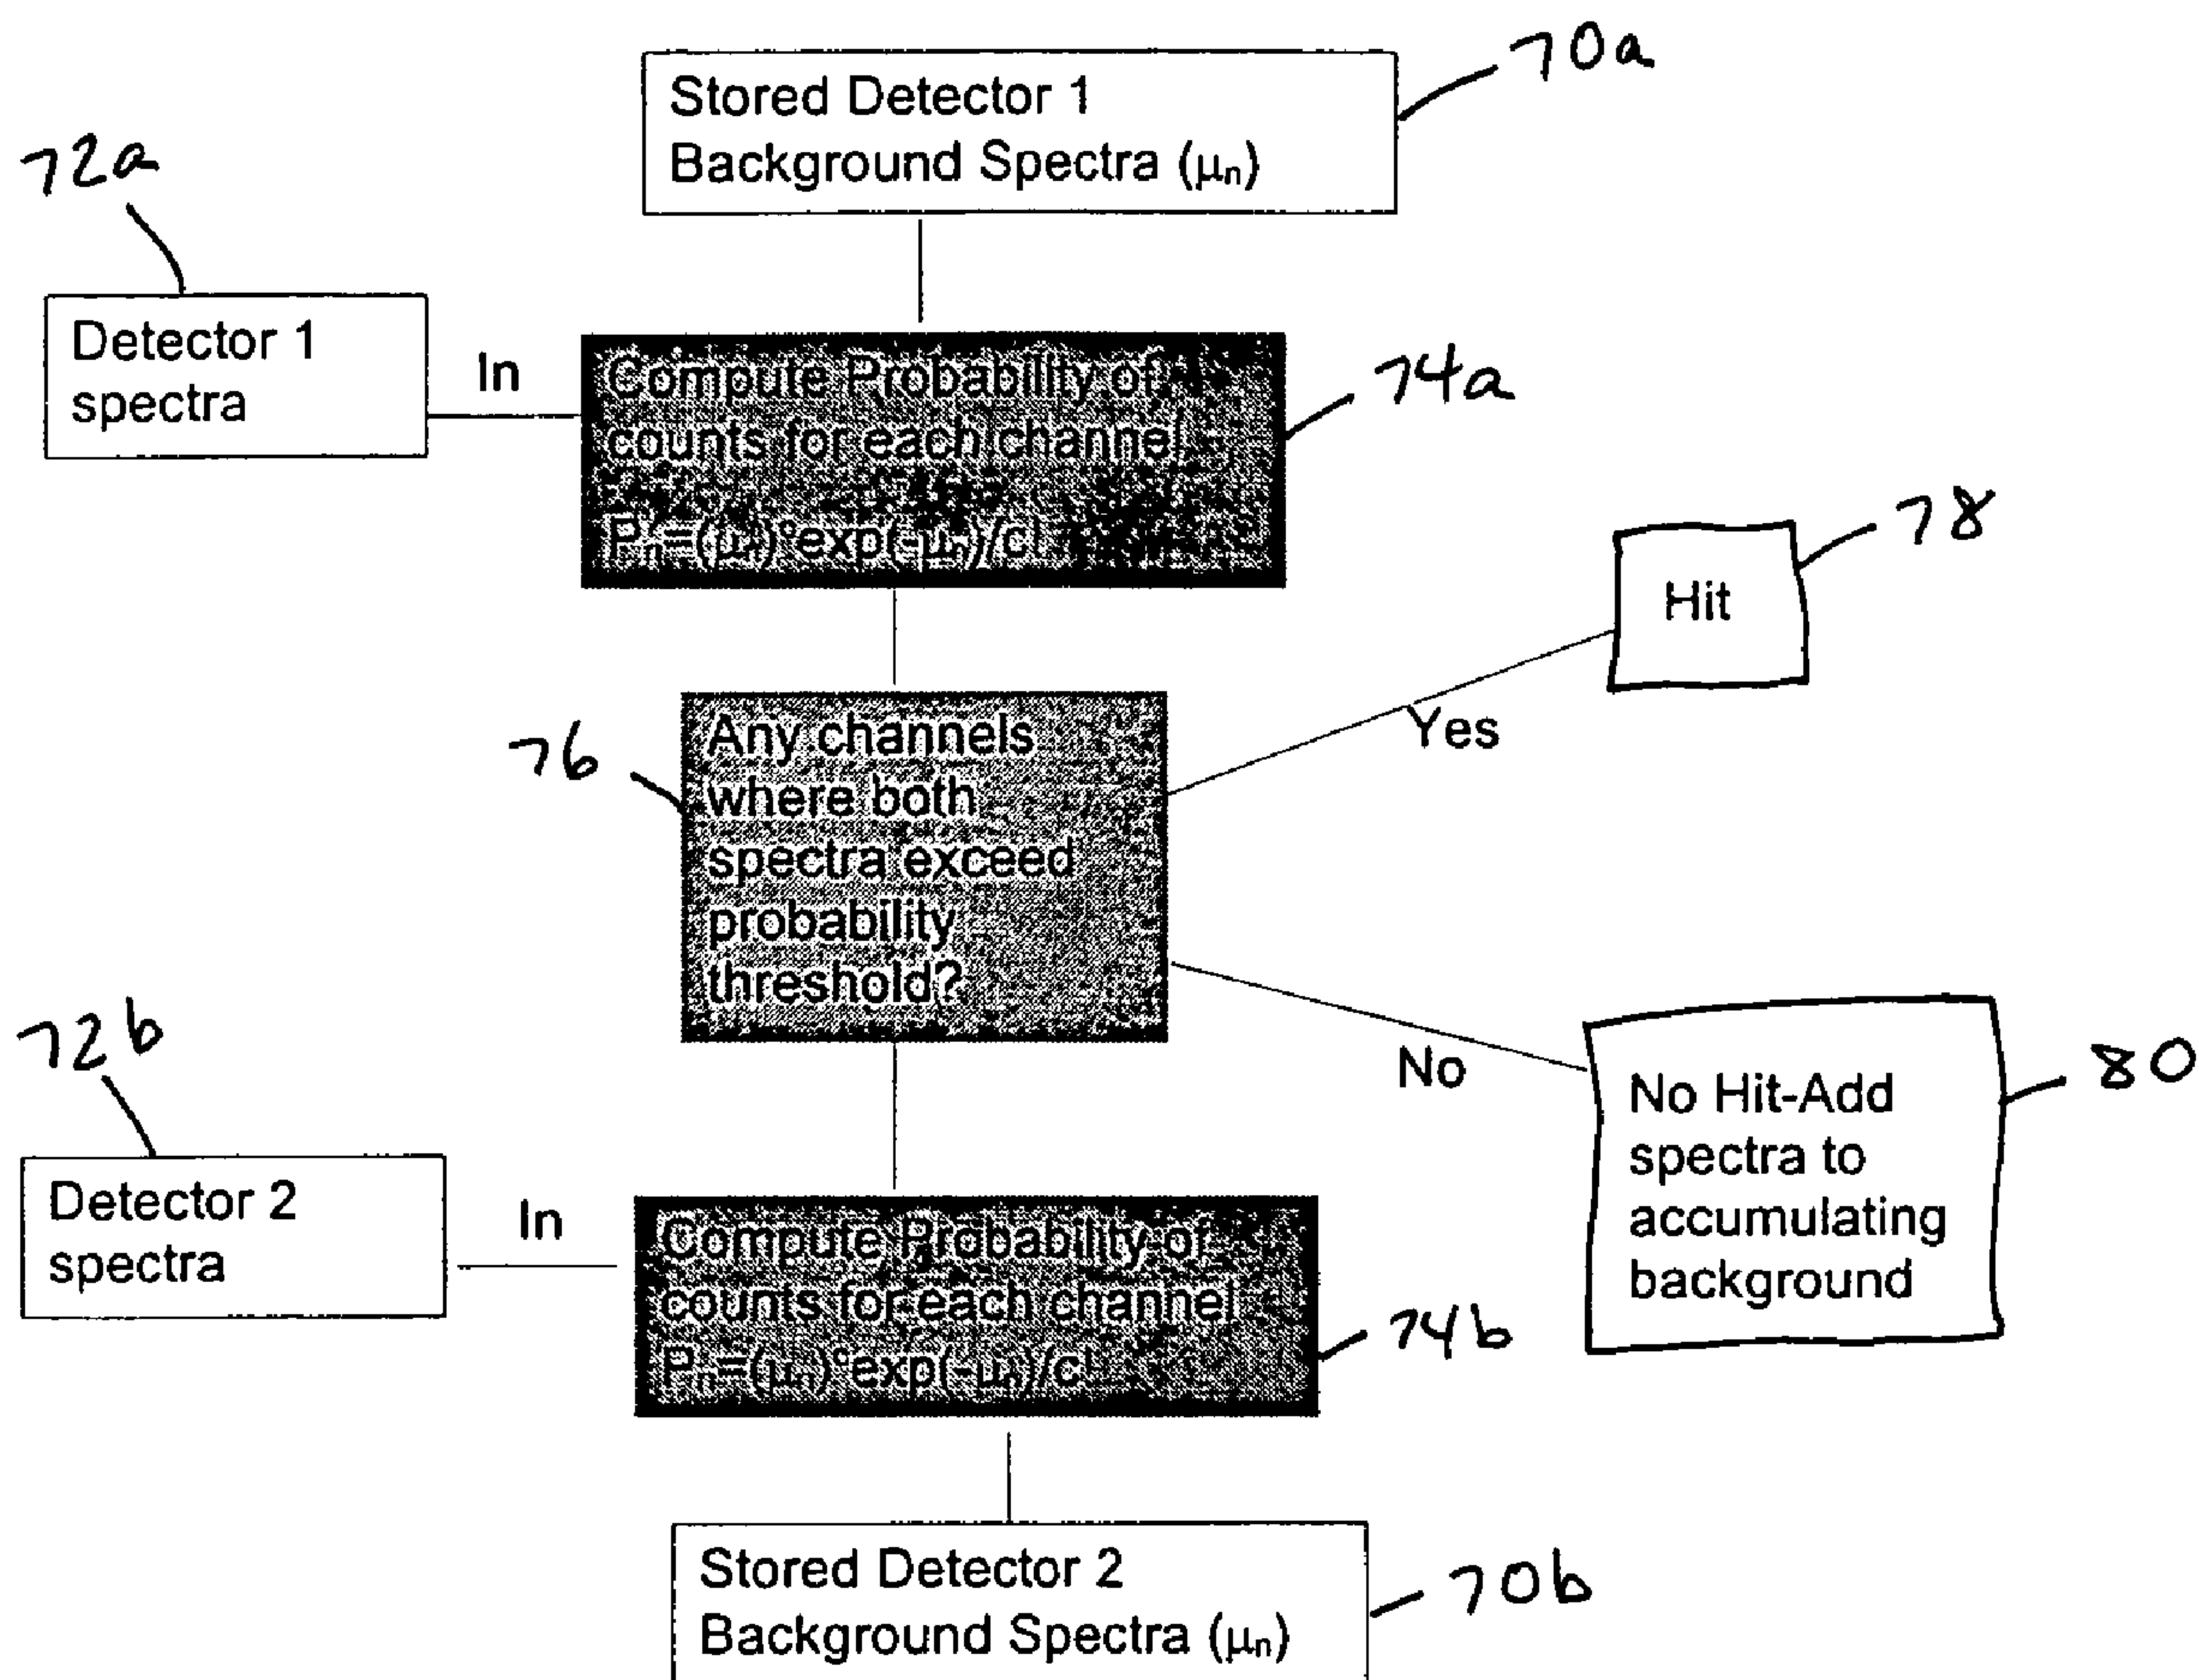 70a
Stored Detector 1
Background Spectra (μn)
72a
Detector 1
spectra
In
Compute Probability of
counts for each channel
Pn=(μn)ᶜexp(-μn)/c!
74a
78
Hit
76
Any channels
where both
spectra exceed
probability
threshold?
Yes
No
80
No Hit-Add
spectra to
accumulating
background
72b
Detector 2
spectra
In
Compute Probability of
counts for each channel
Pn=(μn)ᶜexp(-μn)/c!
74b
Stored Detector 2
Background Spectra (μn)
70b